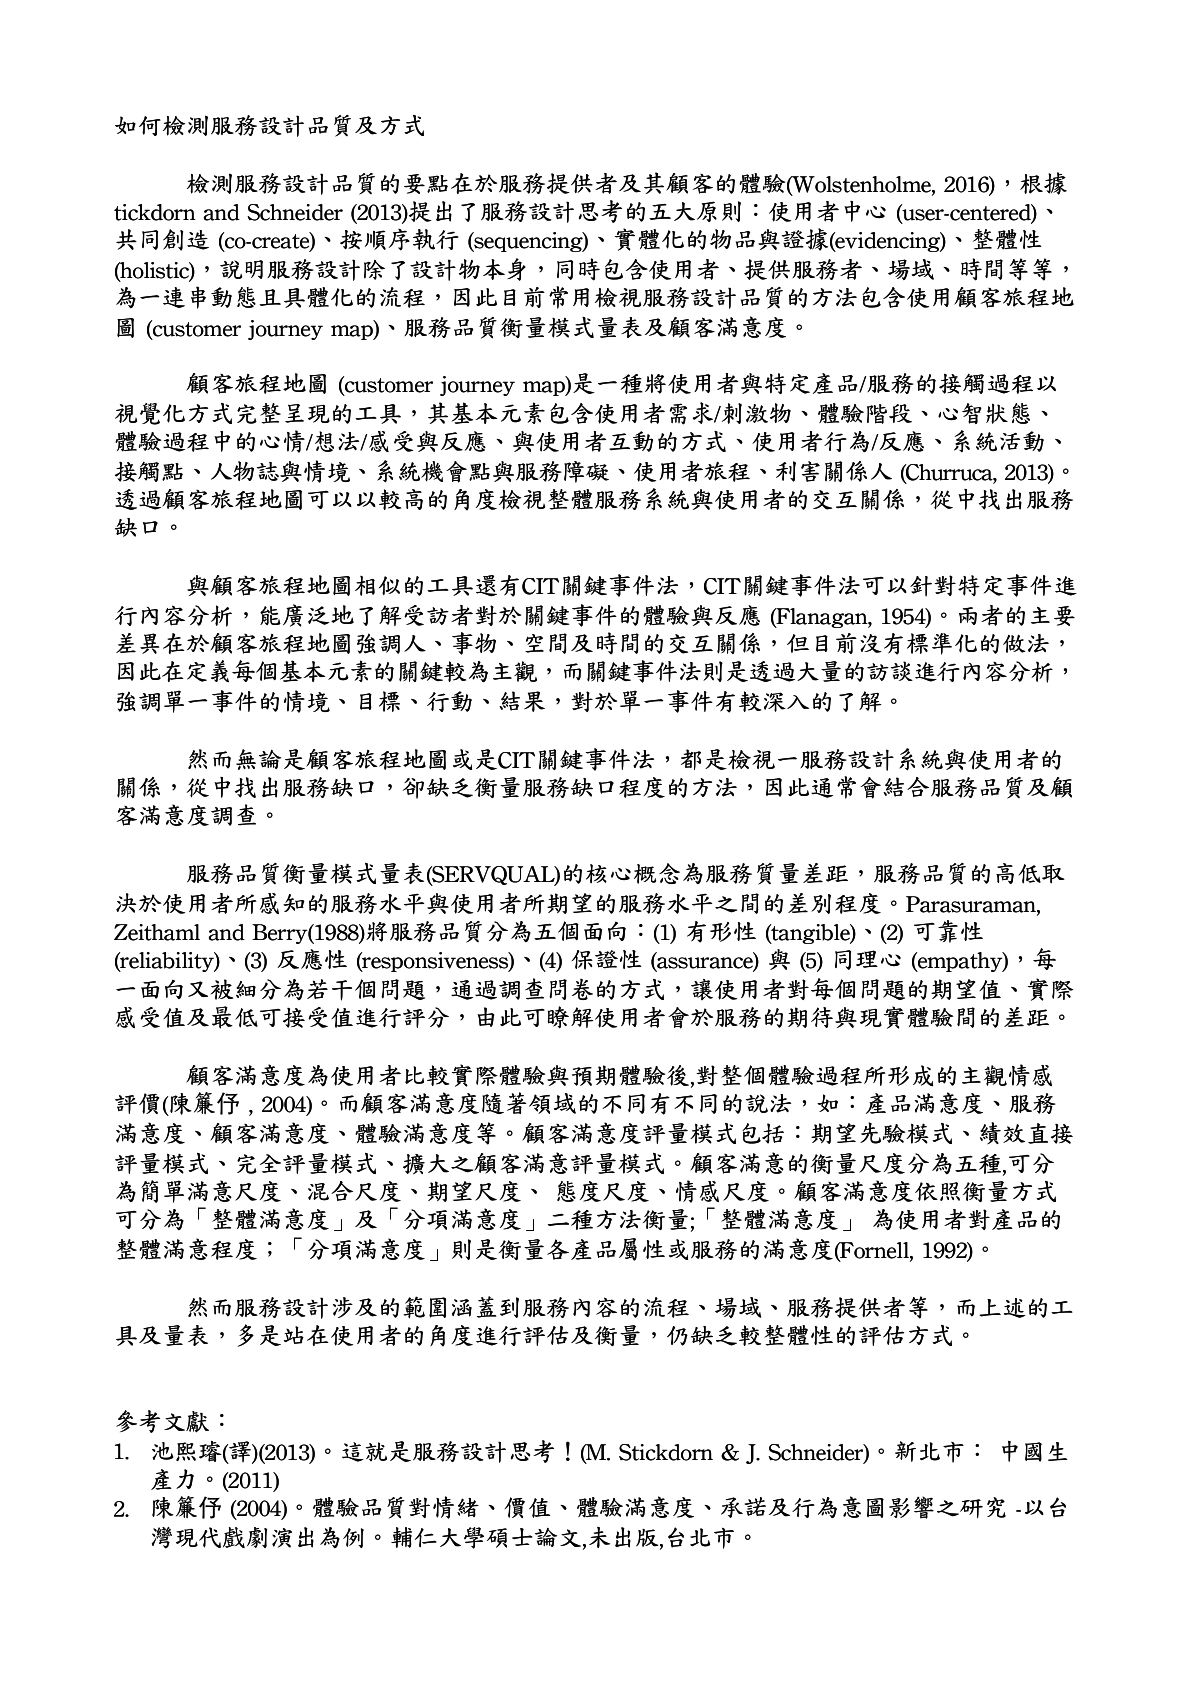 如何檢測服務設計品質及方式
檢測服務設計品質的要點在於服務提供者及其顧客的體驗(Wolstenholme, 2016)，根據
tickdorn and Schneider (2013)提出了服務設計思考的五大原則：使用者中心 (user-centered)、
共同創造 (co-create)、按順序執行 (sequencing)、實體化的物品與證據(evidencing)、整體性
(holistic)，說明服務設計除了設計物本身，同時包含使用者、提供服務者、場域、時間等等，
為一連串動態且具體化的流程，因此目前常用檢視服務設計品質的方法包含使用顧客旅程地
圖 (customer journey map)、服務品質衡量模式量表及顧客滿意度。
顧客旅程地圖 (customer journey map)是一種將使用者與特定產品/服務的接觸過程以
視覺化方式完整呈現的工具，其基本元素包含使用者需求/刺激物、體驗階段、心智狀態、
體驗過程中的心情/想法/感受與反應、與使用者互動的方式、使用者行為/反應、系統活動、
接觸點、人物誌與情境、系統機會點與服務障礙、使用者旅程、利害關係人 (Churruca, 2013)。
透過顧客旅程地圖可以以較高的角度檢視整體服務系統與使用者的交互關係，從中找出服務
缺口。
與顧客旅程地圖相似的工具還有CIT關鍵事件法，CIT關鍵事件法可以針對特定事件進
行內容分析，能廣泛地了解受訪者對於關鍵事件的體驗與反應 (Flanagan, 1954)。兩者的主要
差異在於顧客旅程地圖強調人、事物、空間及時間的交互關係，但目前沒有標準化的做法，
因此在定義每個基本元素的關鍵較為主觀，而關鍵事件法則是透過大量的訪談進行內容分析，
強調單一事件的情境、目標、行動、結果，對於單一事件有較深入的了解。
然而無論是顧客旅程地圖或是CIT關鍵事件法，都是檢視一服務設計系統與使用者的
關係，從中找出服務缺口，卻缺乏衡量服務缺口程度的方法，因此通常會結合服務品質及顧
客滿意度調查。
服務品質衡量模式量表(SERVQUAL)的核心概念為服務質量差距，服務品質的高低取
決於使用者所感知的服務水平與使用者所期望的服務水平之間的差別程度。Parasuraman,
Zeithaml and Berry(1988)將服務品質分為五個面向：(1) 有形性 (tangible)、(2) 可靠性
(reliability)、(3) 反應性 (responsiveness)、(4) 保證性 (assurance) 與 (5) 同理心 (empathy)，每
一面向又被細分為若干個問題，通過調查問卷的方式，讓使用者對每個問題的期望值、實際
感受值及最低可接受值進行評分，由此可瞭解使用者會於服務的期待與現實體驗間的差距。
顧客滿意度為使用者比較實際體驗與預期體驗後,對整個體驗過程所形成的主觀情感
評價(陳簾伃 , 2004)。而顧客滿意度隨著領域的不同有不同的說法，如：產品滿意度、服務
滿意度、顧客滿意度、體驗滿意度等。顧客滿意度評量模式包括：期望先驗模式、績效直接
評量模式、完全評量模式、擴大之顧客滿意評量模式。顧客滿意的衡量尺度分為五種,可分
為簡單滿意尺度、混合尺度、期望尺度、 態度尺度、情感尺度。顧客滿意度依照衡量方式
可分為「整體滿意度」及「分項滿意度」二種方法衡量;「整體滿意度」 為使用者對產品的
整體滿意程度；「分項滿意度」則是衡量各產品屬性或服務的滿意度(Fornell, 1992)。
然而服務設計涉及的範圍涵蓋到服務內容的流程、場域、服務提供者等，而上述的工
具及量表，多是站在使用者的角度進行評估及衡量，仍缺乏較整體性的評估方式。
參考文獻：
1. 池熙璿(譯)(2013)。這就是服務設計思考！(M. Stickdorn & J. Schneider)。新北市： 中國生
產力。(2011)
2. 陳簾伃 (2004)。體驗品質對情緒、價值、體驗滿意度、承諾及行為意圖影響之研究 -以台
灣現代戲劇演出為例。輔仁大學碩士論文,未出版,台北市。